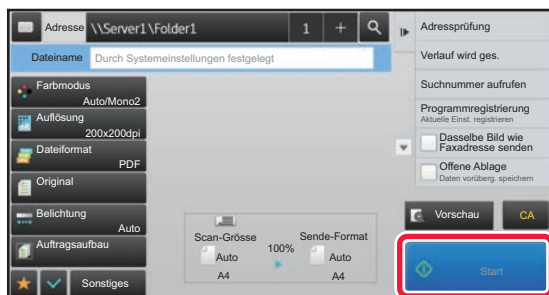 Adresse \\Server1\Folder1 1 +
Dateiname Durch Systemeinstellungen festgelegt
Farbmodus
Auto/Mono2
Auflösung
200x200dpi
Dateiformat
PDF
Original
Belichtung
Auto
Auftragsaufbau
Sonstiges
Scan-Grösse
Auto
A4
100%
Sende-Format
Auto
A4
Adressprüfung
Verlauf wird ges.
Suchnummer aufrufen
Programmregistrierung
Aktuelle Einst. registrieren
Dasselbe Bild wie
Faxadresse senden
Offene Ablage
Daten vorüberg. speichern
Vorschau
CA
Start